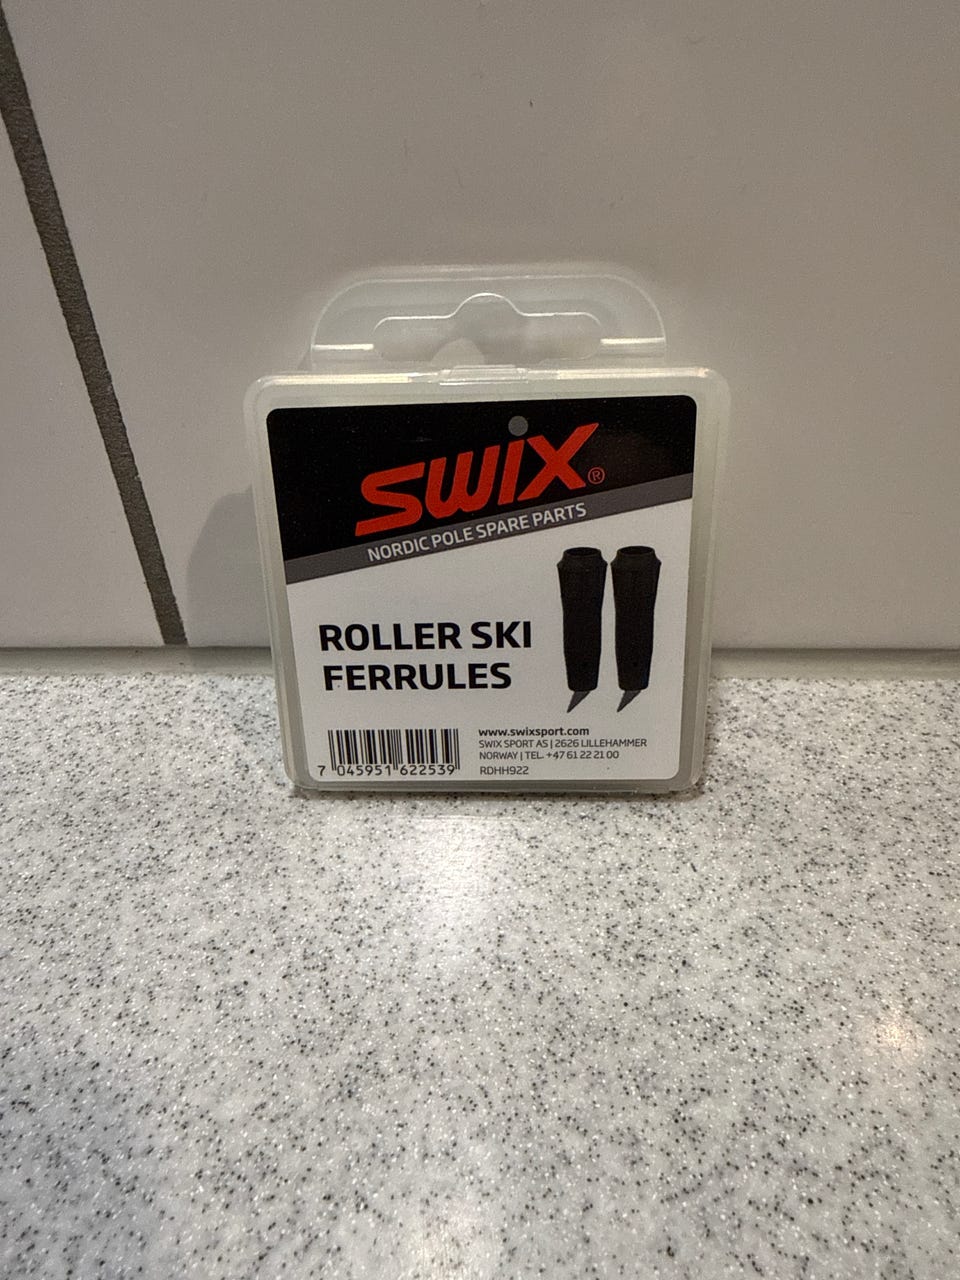 SWIX®
NORDIC POLE SPARE PARTS
ROLLER SKI
FERRULES
www.swixsport.com
SWIX SPORT AS | 2626 LILLEHAMMER
NORWAY | TEL. +47 61 22 21 00
RDHH922
7 045951 622539